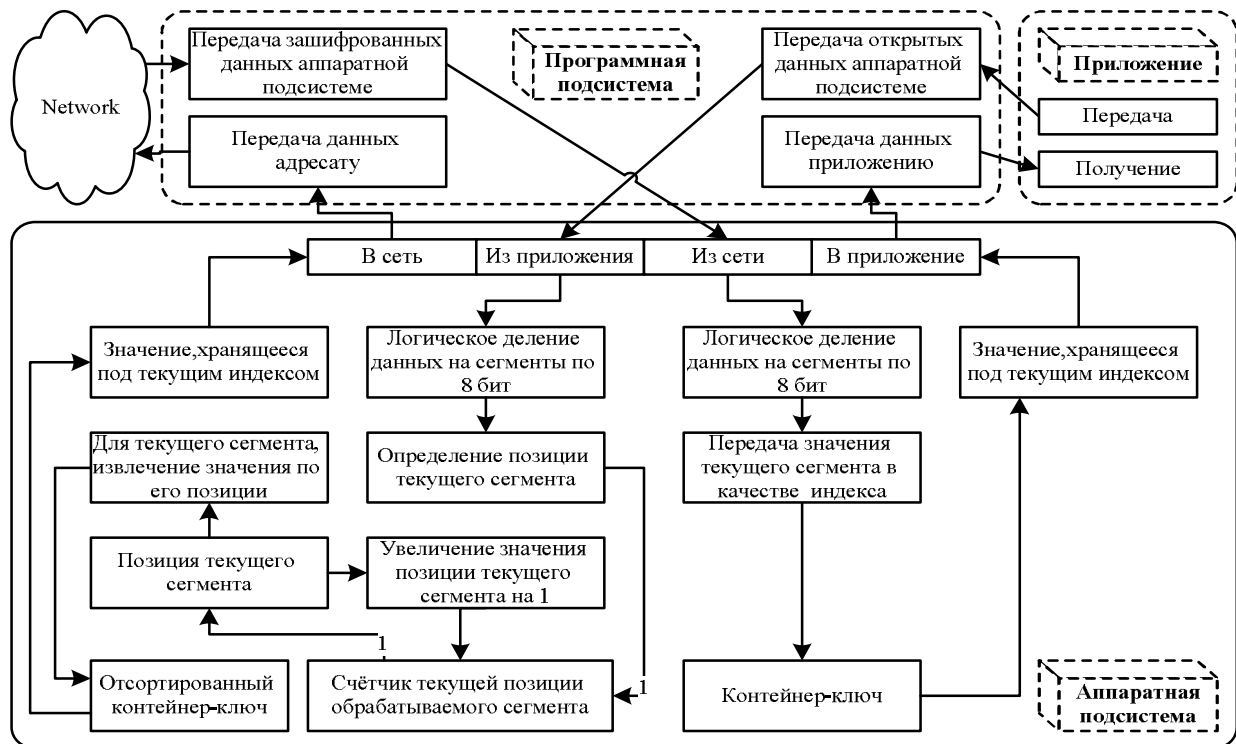 Network
Передача зашифрованных
данных аппаратной
подсистеме
Передача данных
адресату
Программная
подсистема
Передача открытых
данных аппаратной
подсистеме
Передача данных
приложению
Приложение
Передача
Получение
В сеть
Из приложения
Из сети
В приложение
Значение,хранящееся
под текущим индексом
Логическое деление
данных на сегменты по
8 бит
Логическое деление
данных на сегменты по
8 бит
Значение,хранящееся
под текущим индексом
Для текущего сегмента,
извлечение значения по
его позиции
Определение позиции
текущего сегмента
Передача значения
текущего сегмента в
качестве индекса
Позиция текущего
сегмента
Увеличение значения
позиции текущего
сегмента на 1
1
1
Отсортированный
контейнер-ключ
Счётчик текущей позиции
обрабатываемого сегмента
Контейнер-ключ
Аппаратная
подсистема